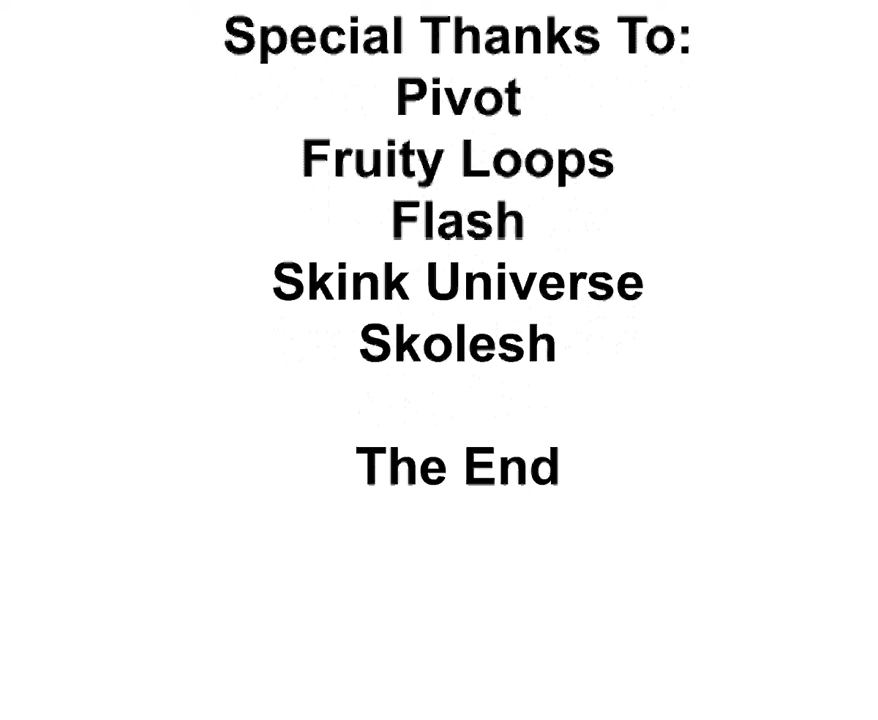 Special Thanks To:
Pivot
Fruity Loops
Flash
Skink Universe
Skolesh
The End